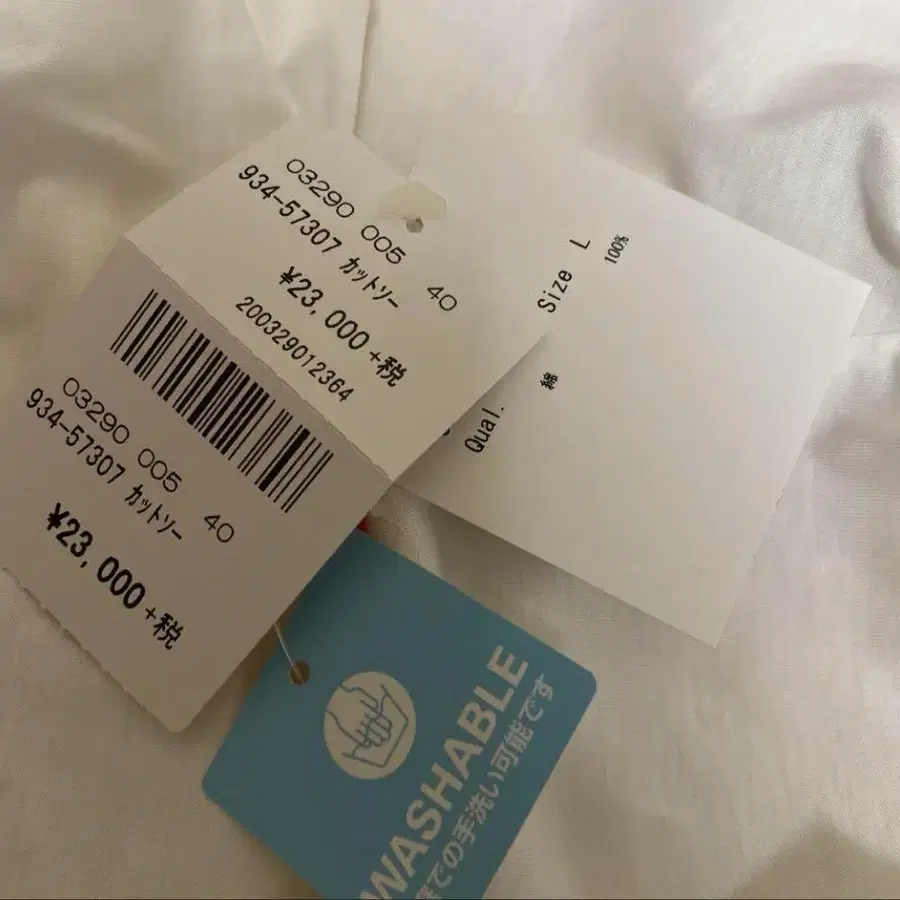 03290 005 40
934-57307 カットソー
¥23,000+税
200329012364
03290 005 40
934-57307 カットソー
¥23,000+税
Size L
Qual. 綿 100%
WASHABLE
での手洗い可能です